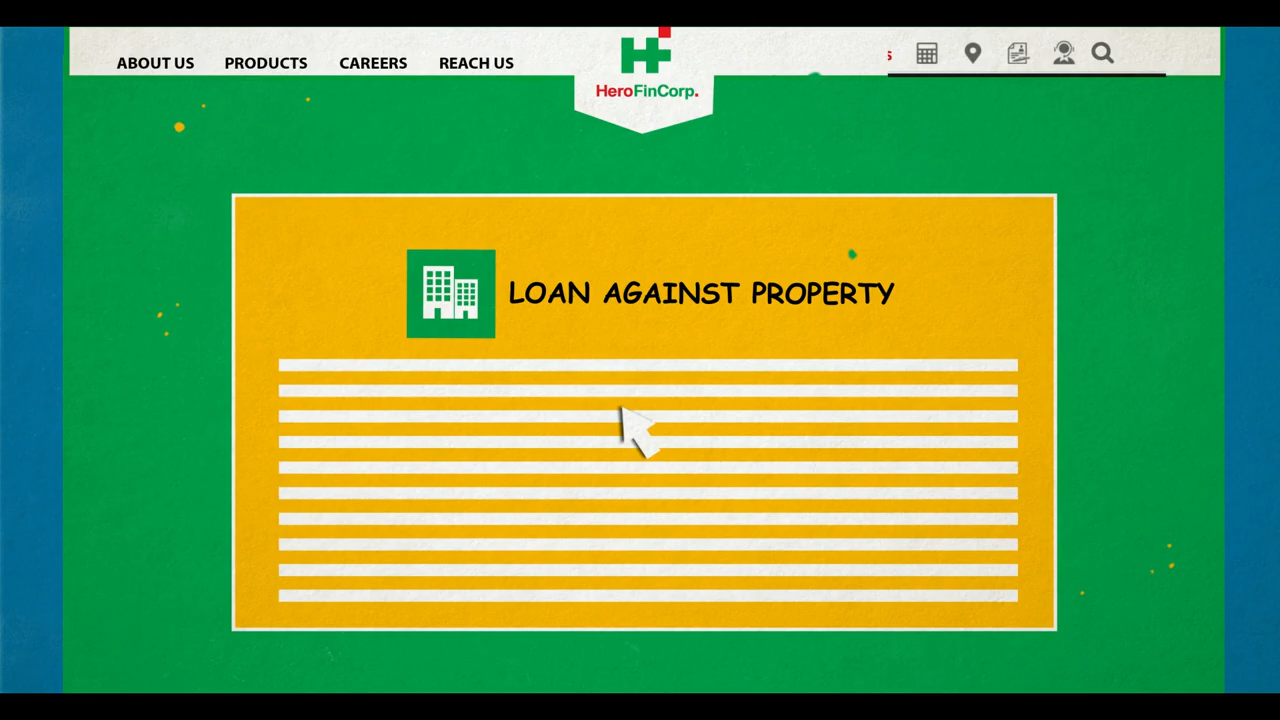 ABOUT US PRODUCTS CAREERS REACH US
HeroFinCorp.
LOAN AGAINST PROPERTY